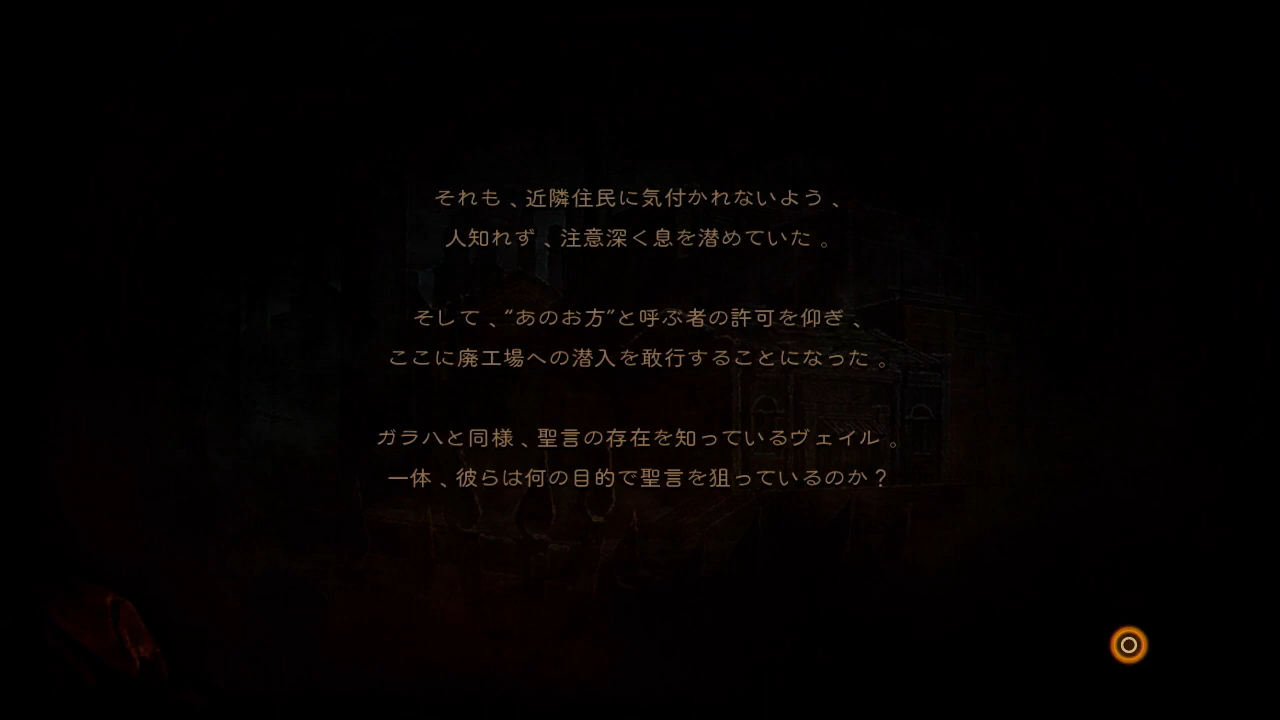 それも、近隣住民に気付かれないよう、
人知れず、注意深く息を潜めていた。
そして、“あのお方”と呼ぶ者の許可を仰ぎ、
ここに廃工場への潜入を敢行することになった。
ガラハと同様、聖言の存在を知っているヴェイル。
一体、彼らは何の目的で聖言を狙っているのか？